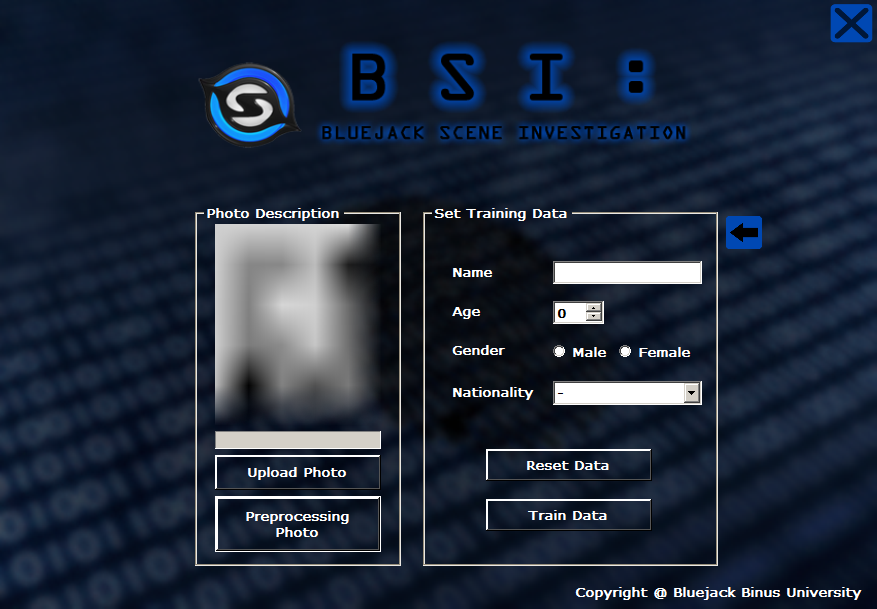 B S I :
BLUEJACK SCENE INVESTIGATION
Photo Description
Upload Photo
Preprocessing
Photo
Set Training Data
Name
Age
0
Gender
Male
Female
Nationality
-
Reset Data
Train Data
Copyright @ Bluejack Binus University